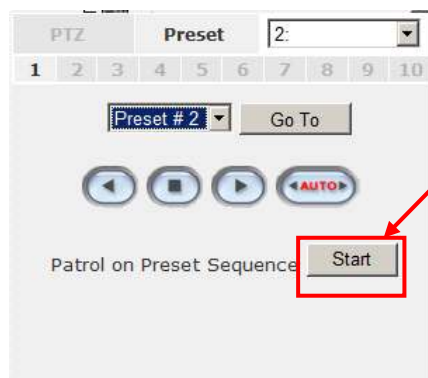 PTZ Preset 2:
1 2 3 4 5 6 7 8 9 10
Preset # 2 Go To
AUTO
Patrol on Preset Sequence Start